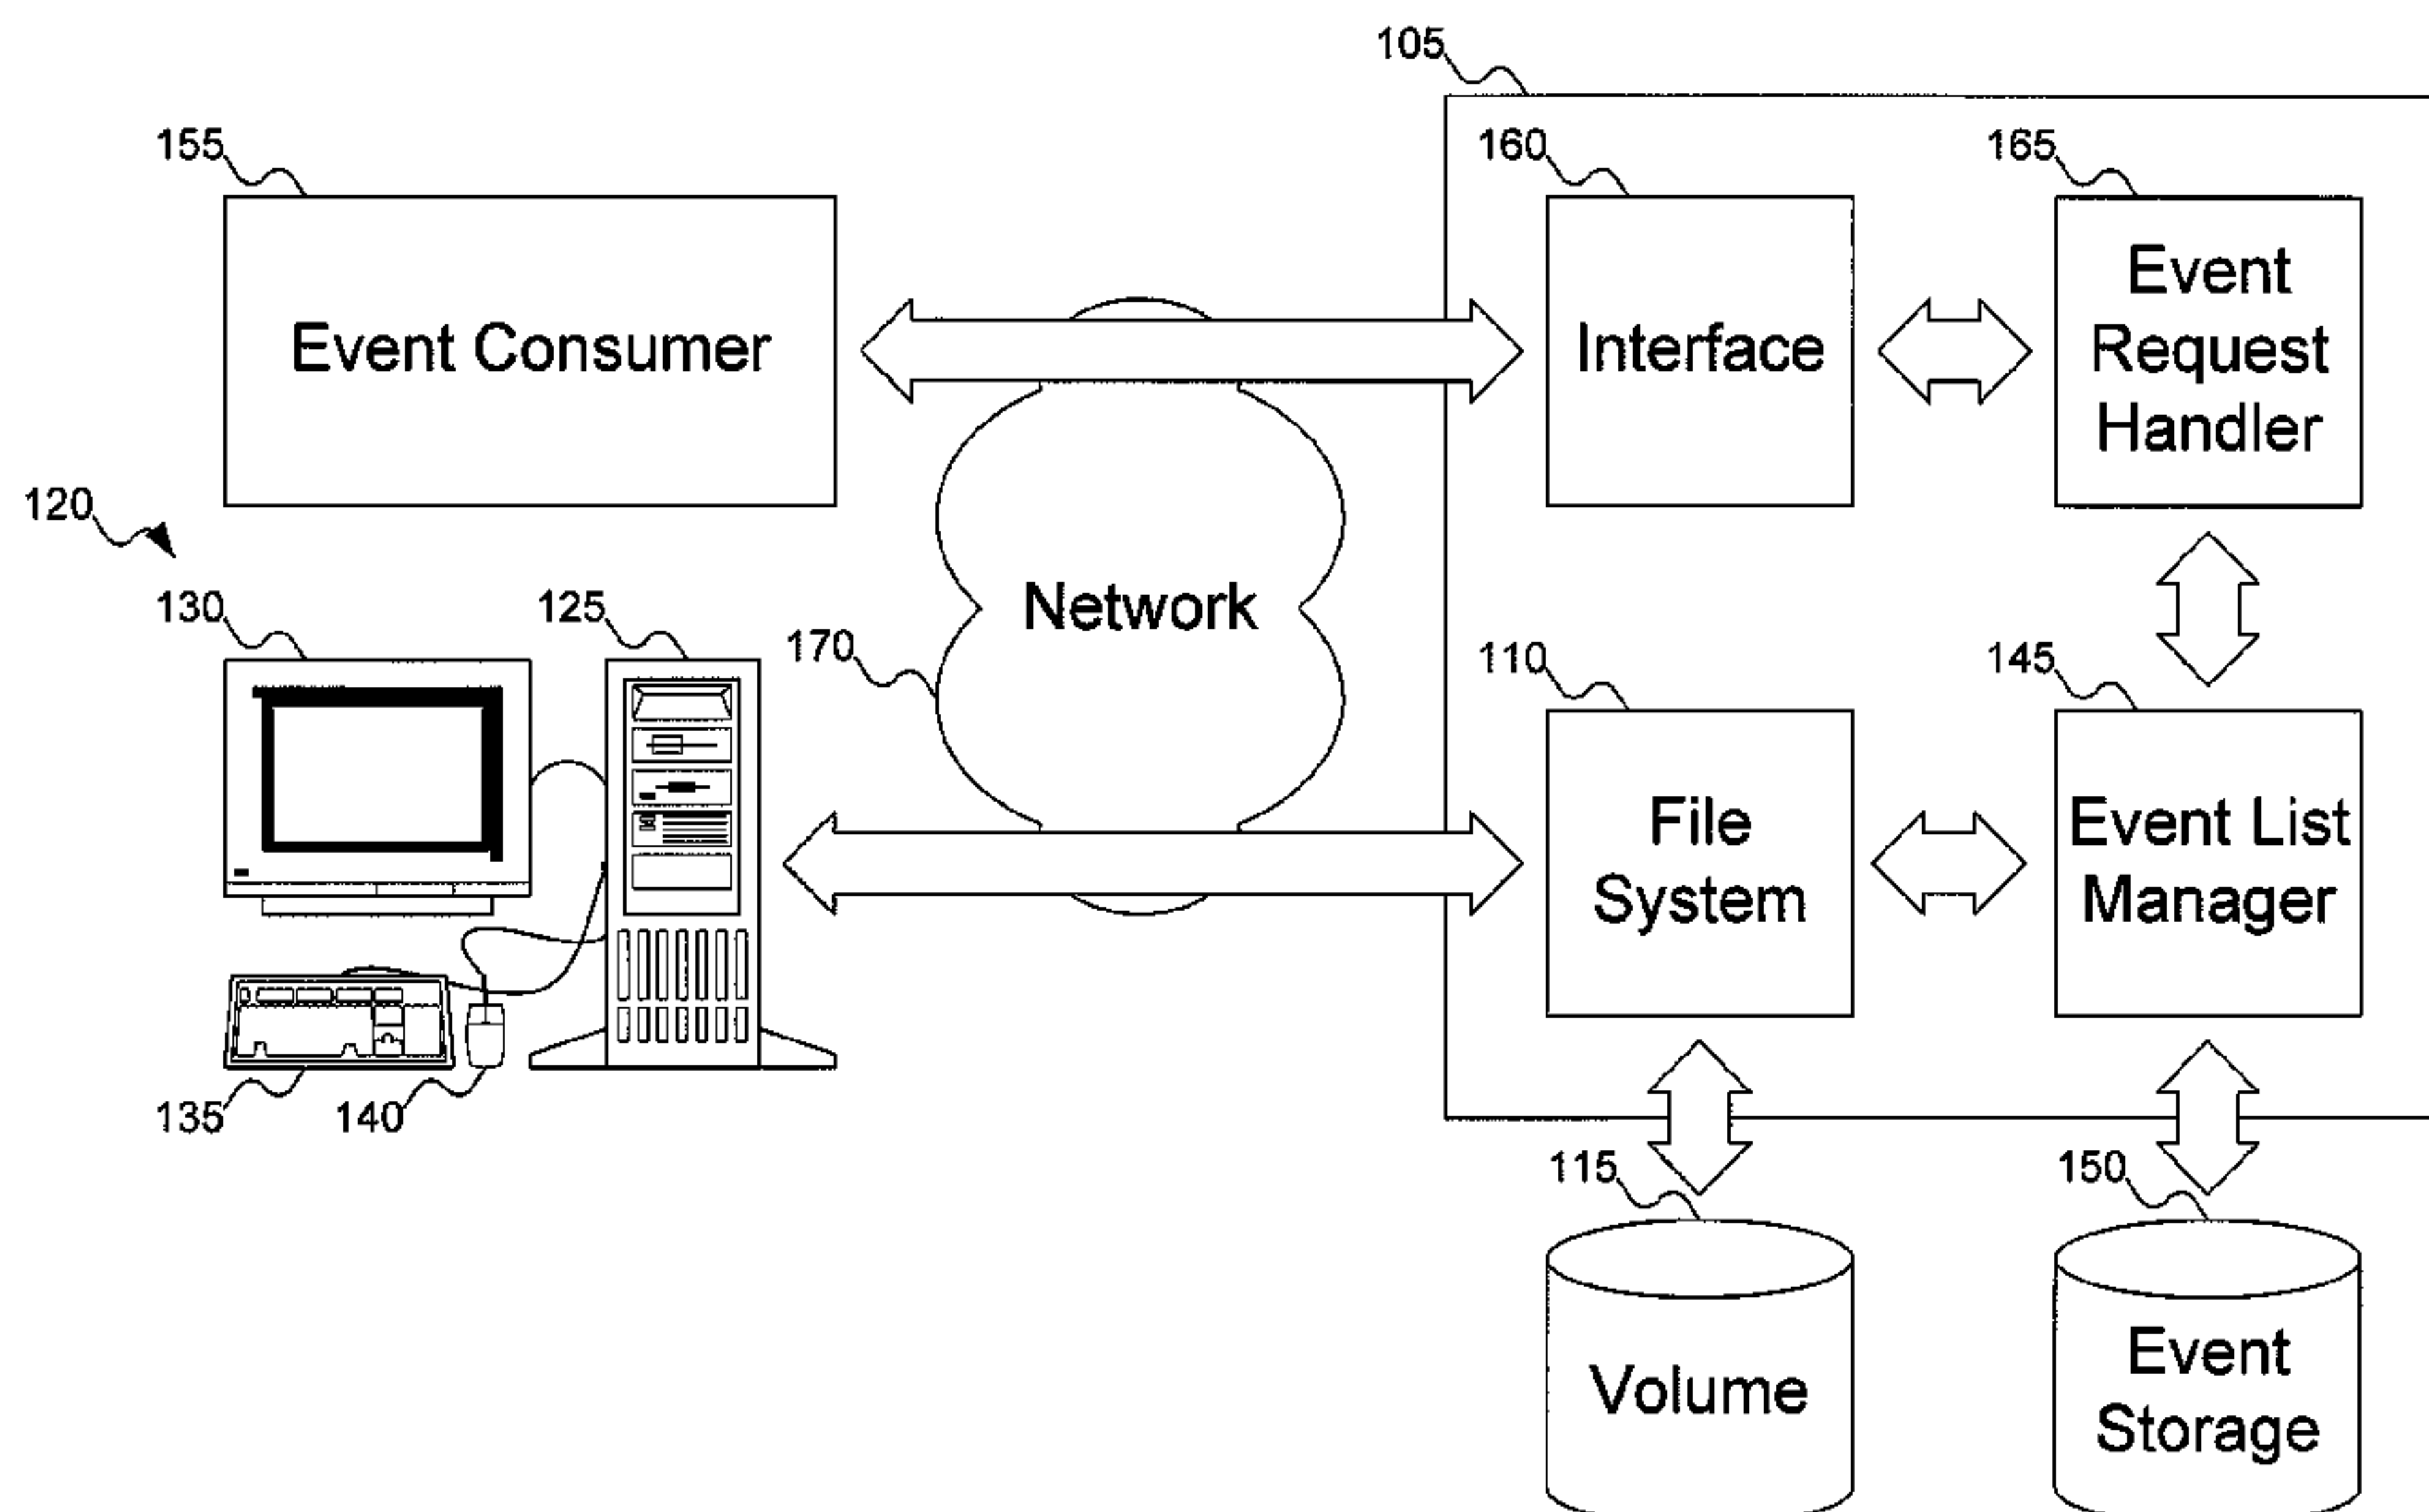 105
155
160
165
Event Consumer
Interface
Event
Request
Handler
120
130
125
170
Network
110
145
File
System
Event List
Manager
135
140
115
150
Volume
Event
Storage